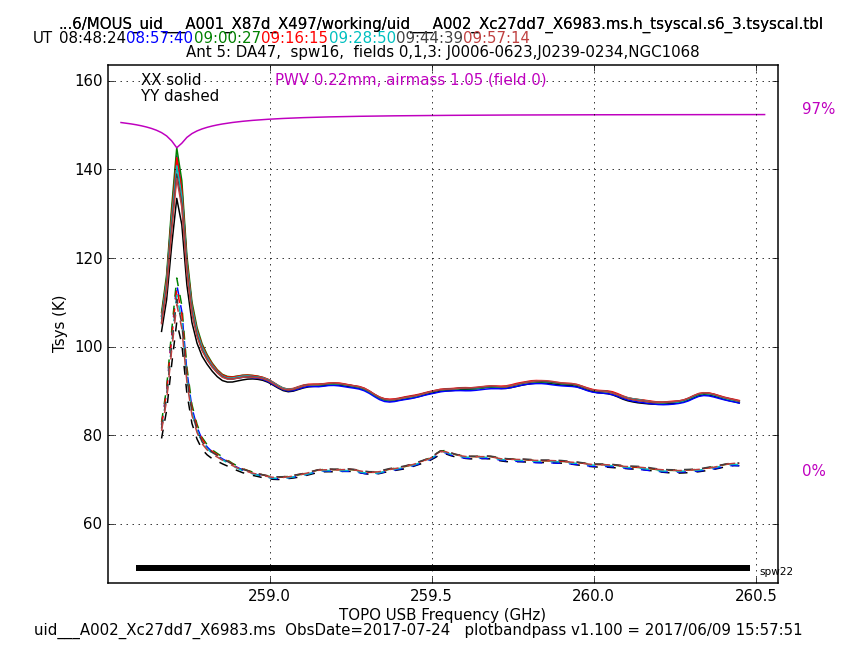 ...6/MOUS_uid___A001_X87d_X497/working/uid___A002_Xc27dd7_X6983.ms.h_tsyscal.s6_3.tsyscal.tbl
UT 08:48:24 08:57:40 09:00:27 09:16:15 09:28:50 09:44:39 09:57:14
Ant 5: DA47, spw16, fields 0,1,3: J0006-0623,J0239-0234,NGC1068
XX solid
YY dashed
PWV 0.22mm, airmass 1.05 (field 0)
97%
0%
160
140
120
100
80
60
Tsys (K)
spw22
259.0 259.5 260.0 260.5
TOPO USB Frequency (GHz)
uid___A002_Xc27dd7_X6983.ms ObsDate=2017-07-24 plotbandpass v1.100 = 2017/06/09 15:57:51